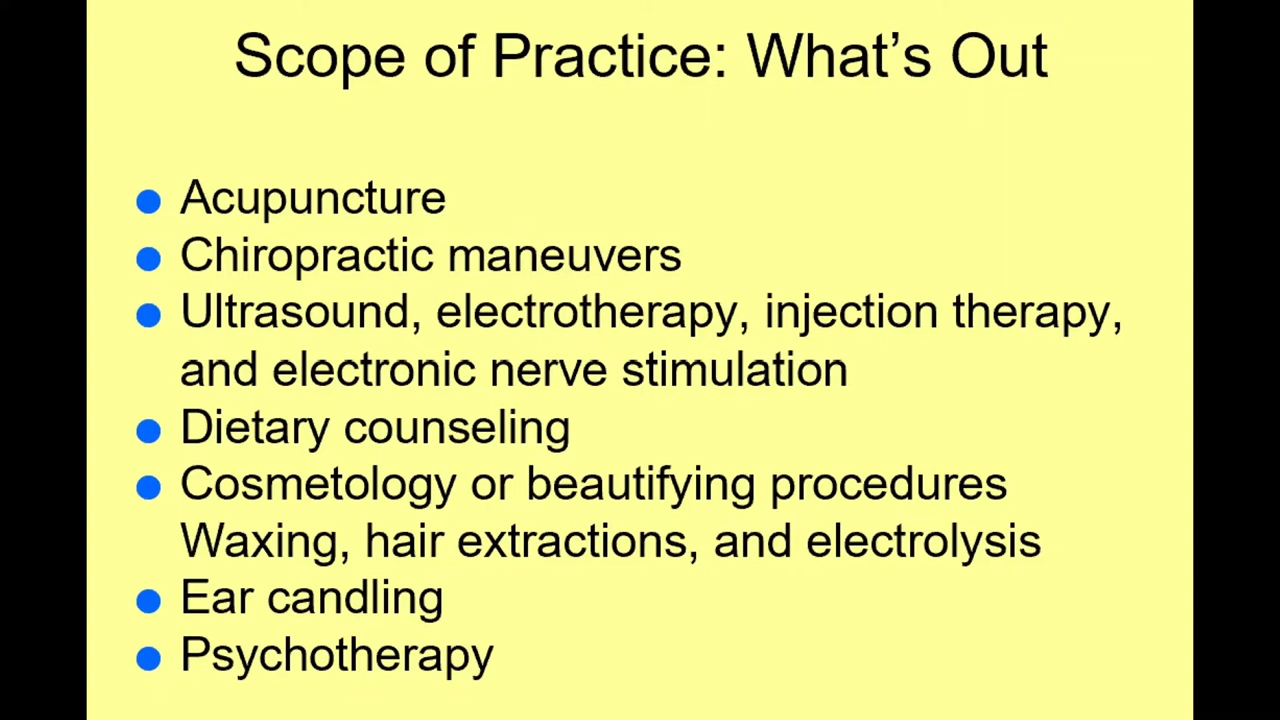 Scope of Practice: What's Out
● Acupuncture
● Chiropractic maneuvers
● Ultrasound, electrotherapy, injection therapy,
and electronic nerve stimulation
● Dietary counseling
● Cosmetology or beautifying procedures
Waxing, hair extractions, and electrolysis
● Ear candling
● Psychotherapy